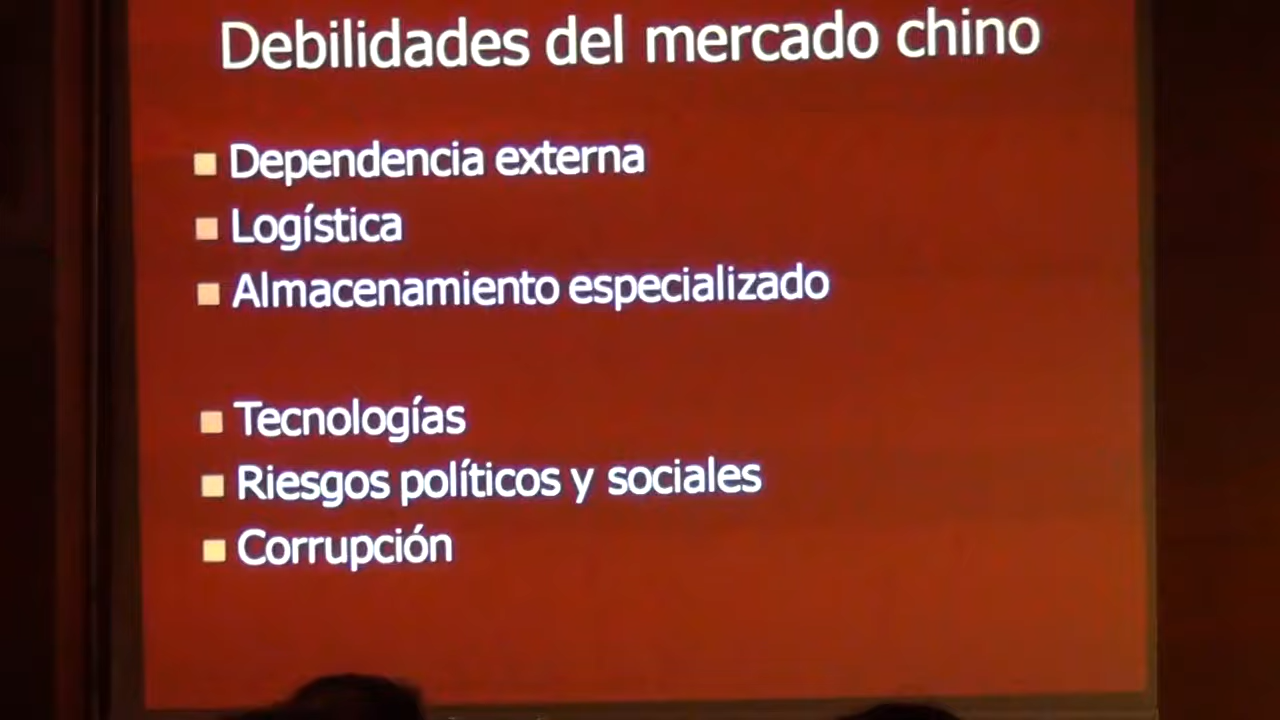 Debilidades del mercado chino
Dependencia externa
Logística
Almacenamiento especializado
Tecnologías
Riesgos políticos y sociales
Corrupción